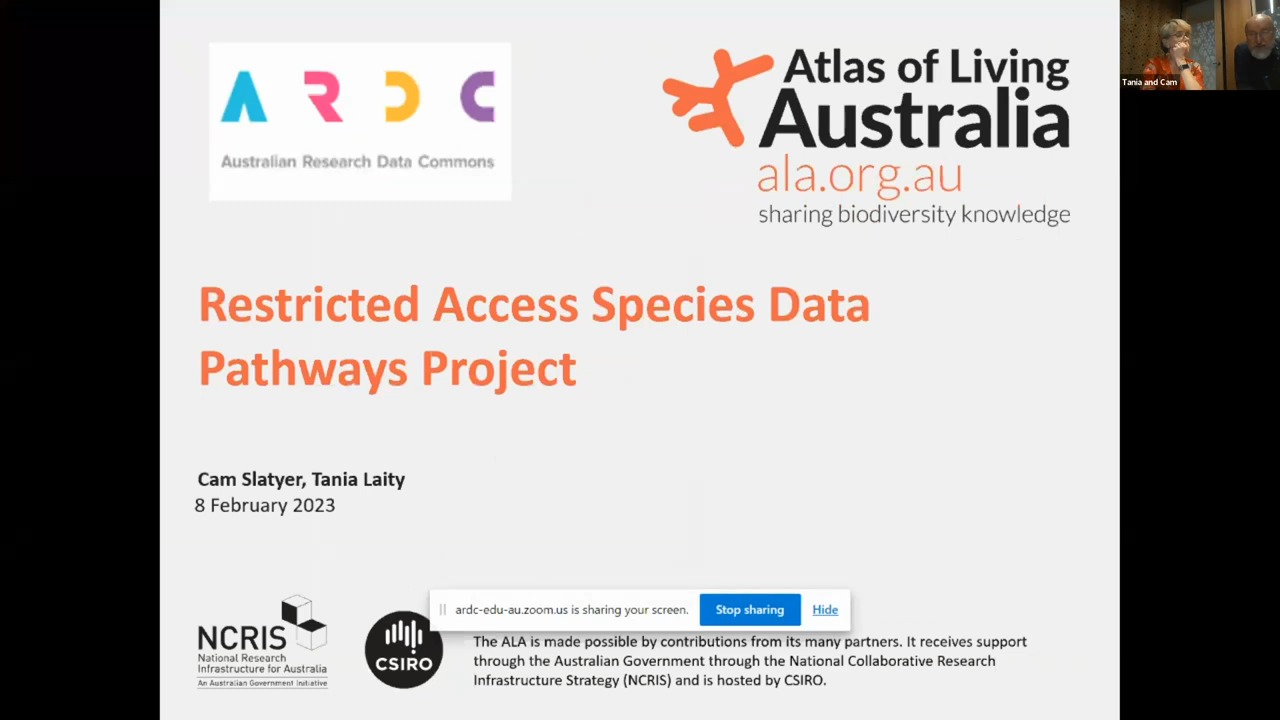 A R D C
Australian Research Data Commons
Atlas of Living
Australia
ala.org.au
sharing biodiversity knowledge
Tania and Cam
Restricted Access Species Data
Pathways Project
Cam Slatyer, Tania Laity
8 February 2023
ardc-edu-au.zoom.us is sharing your screen.
Stop sharing
Hide
NCRIS
National Research
Infrastructure for Australia
An Australian Government Initiative
CSIRO
The ALA is made possible by contributions from its many partners. It receives support
through the Australian Government through the National Collaborative Research
Infrastructure Strategy (NCRIS) and is hosted by CSIRO.